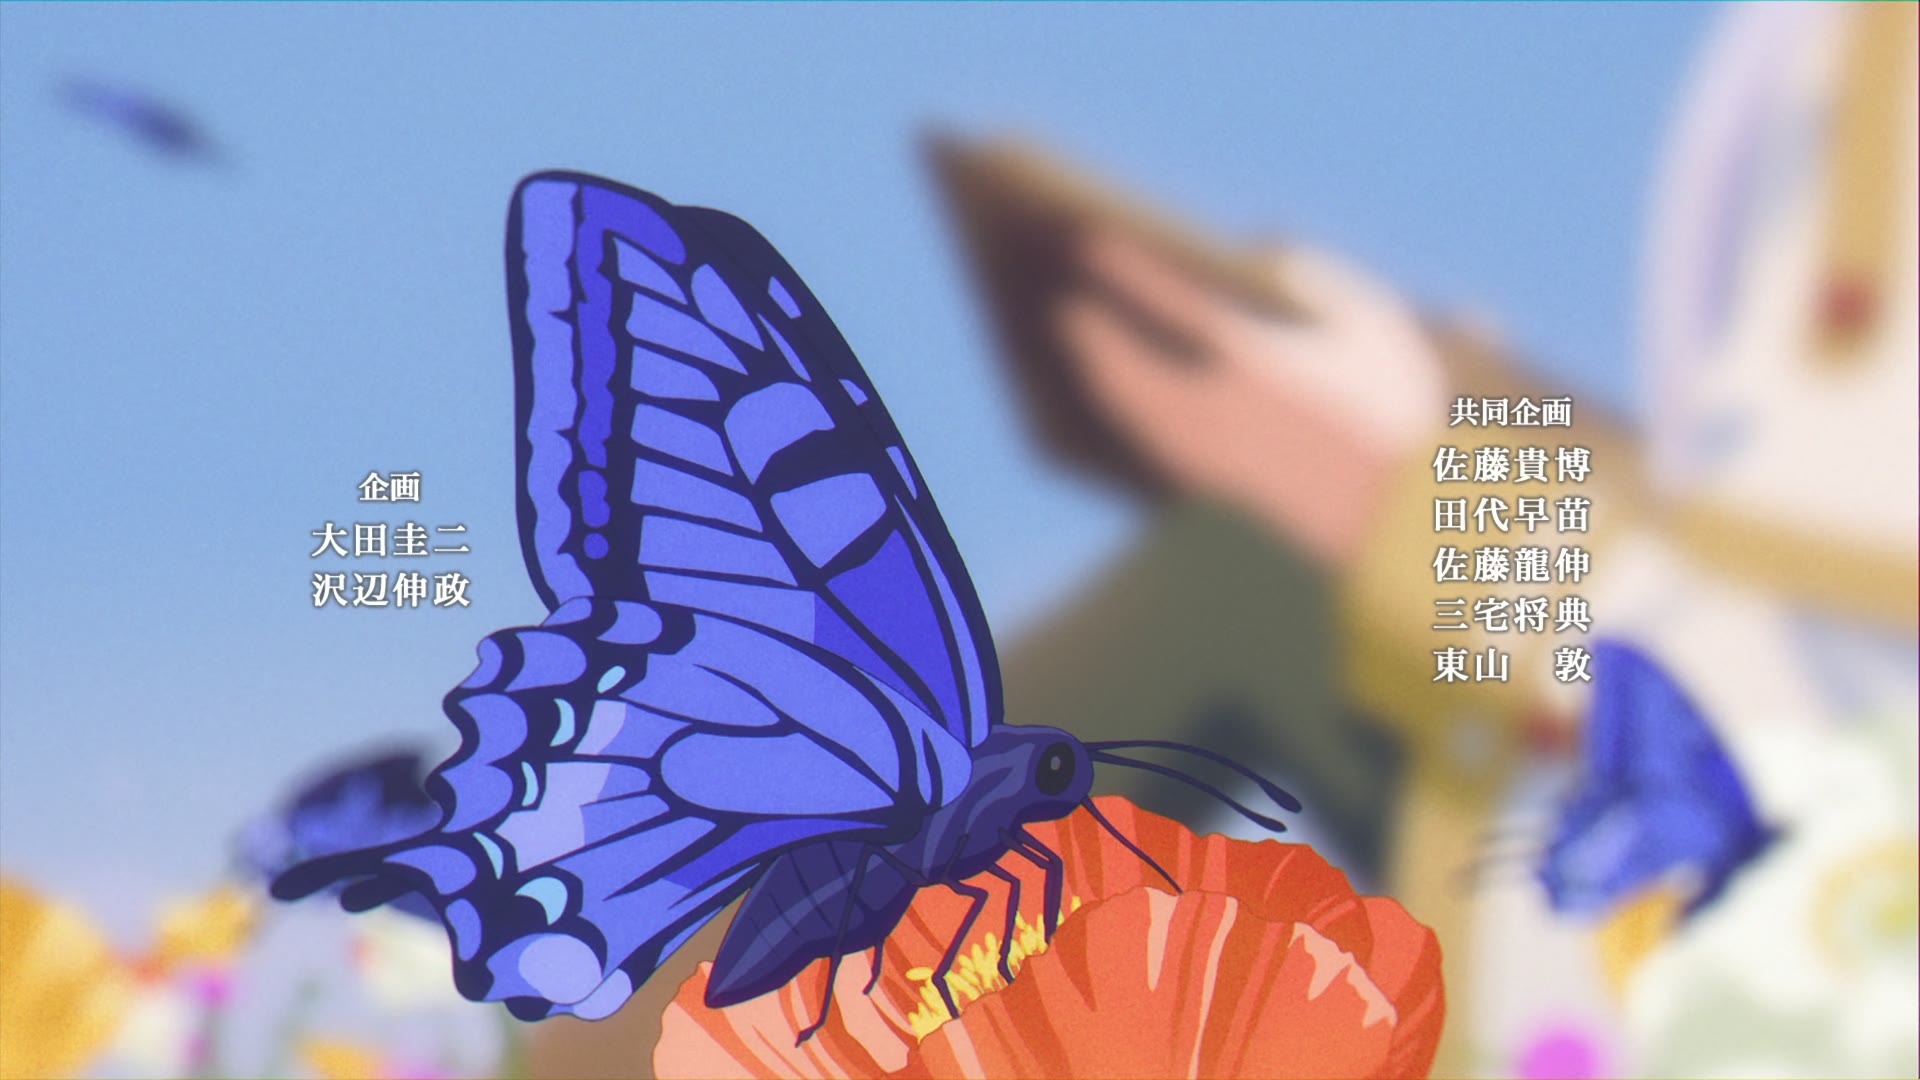 企画
大田圭二
沢辺伸政
共同企画
佐藤貴博
田代早苗
佐藤龍伸
三宅将典
東山　敦